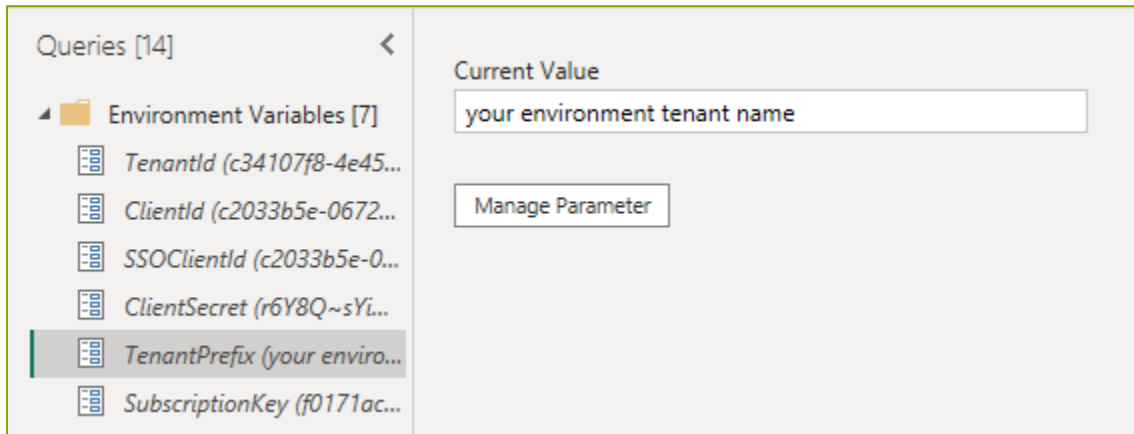 Queries [14]
Environment Variables [7]
TenantId (c34107f8-4e45...
ClientId (c2033b5e-0672...
SSOClientId (c2033b5e-0...
ClientSecret (r6Y8Q~sYi...
TenantPrefix (your enviro...
SubscriptionKey (f0171ac...
Current Value
your environment tenant name
Manage Parameter